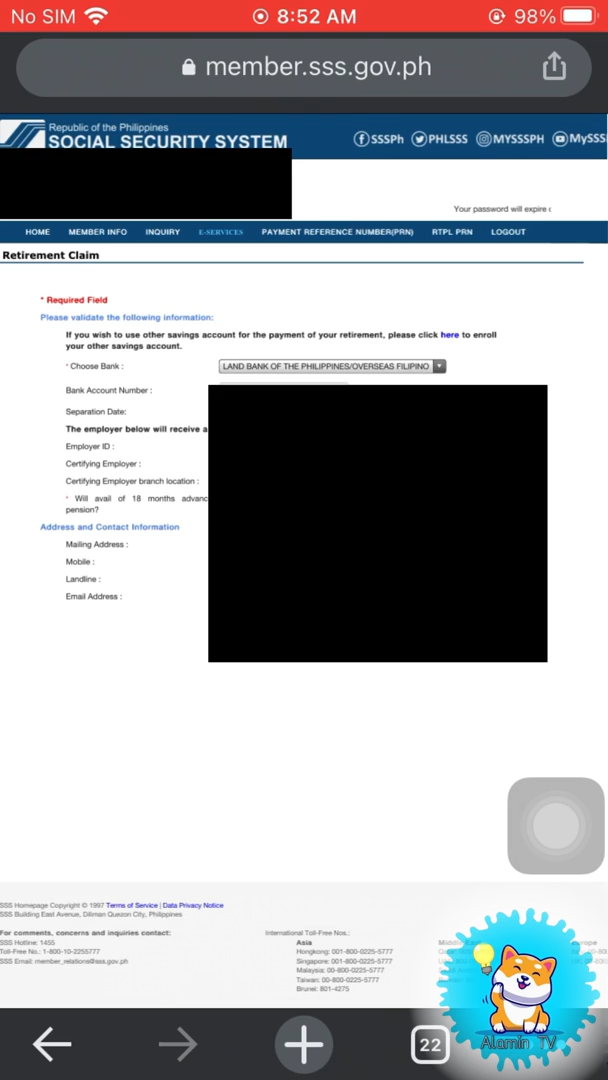 No SIM 8:52 AM 98%
member.sss.gov.ph
Republic of the Philippines
SOCIAL SECURITY SYSTEM
SSSPh PHLSSS MYSSSPH MySSS
Your password will expire
HOME MEMBER INFO INQUIRY E-SERVICES PAYMENT REFERENCE NUMBER(PRN) RTPL PRN LOGOUT
Retirement Claim
* Required Field
Please validate the following information:
If you wish to use other savings account for the payment of your retirement, please click here to enroll
your other savings account.
* Choose Bank : LAND BANK OF THE PHILIPPINES/OVERSEAS FILIPINO
Bank Account Number :
Separation Date:
The employer below will receive a
Employer ID :
Certifying Employer :
Certifying Employer branch location :
* Will avail of 18 months advanc
pension?
Address and Contact Information
Mailing Address :
Mobile :
Landline :
Email Address :
SSS Homepage Copyright © 1997 Terms of Service | Data Privacy Notice
SSS Building East Avenue, Diliman Quezon City, Philippines
For comments, concerns and inquiries contact: International Toll-Free Nos.:
SSS Hotline: 1455 Asia
Toll-Free No.: 1-800-10-2255777 Hongkong: 001-800-0225-5777
SSS Email: member_relations@sss.gov.ph Singapore: 001-800-0225-5777
Malaysia: 00-800-0225-5777
Taiwan: 00-800-0225-5777
Brunei: 801-4275
22
Alamin TV